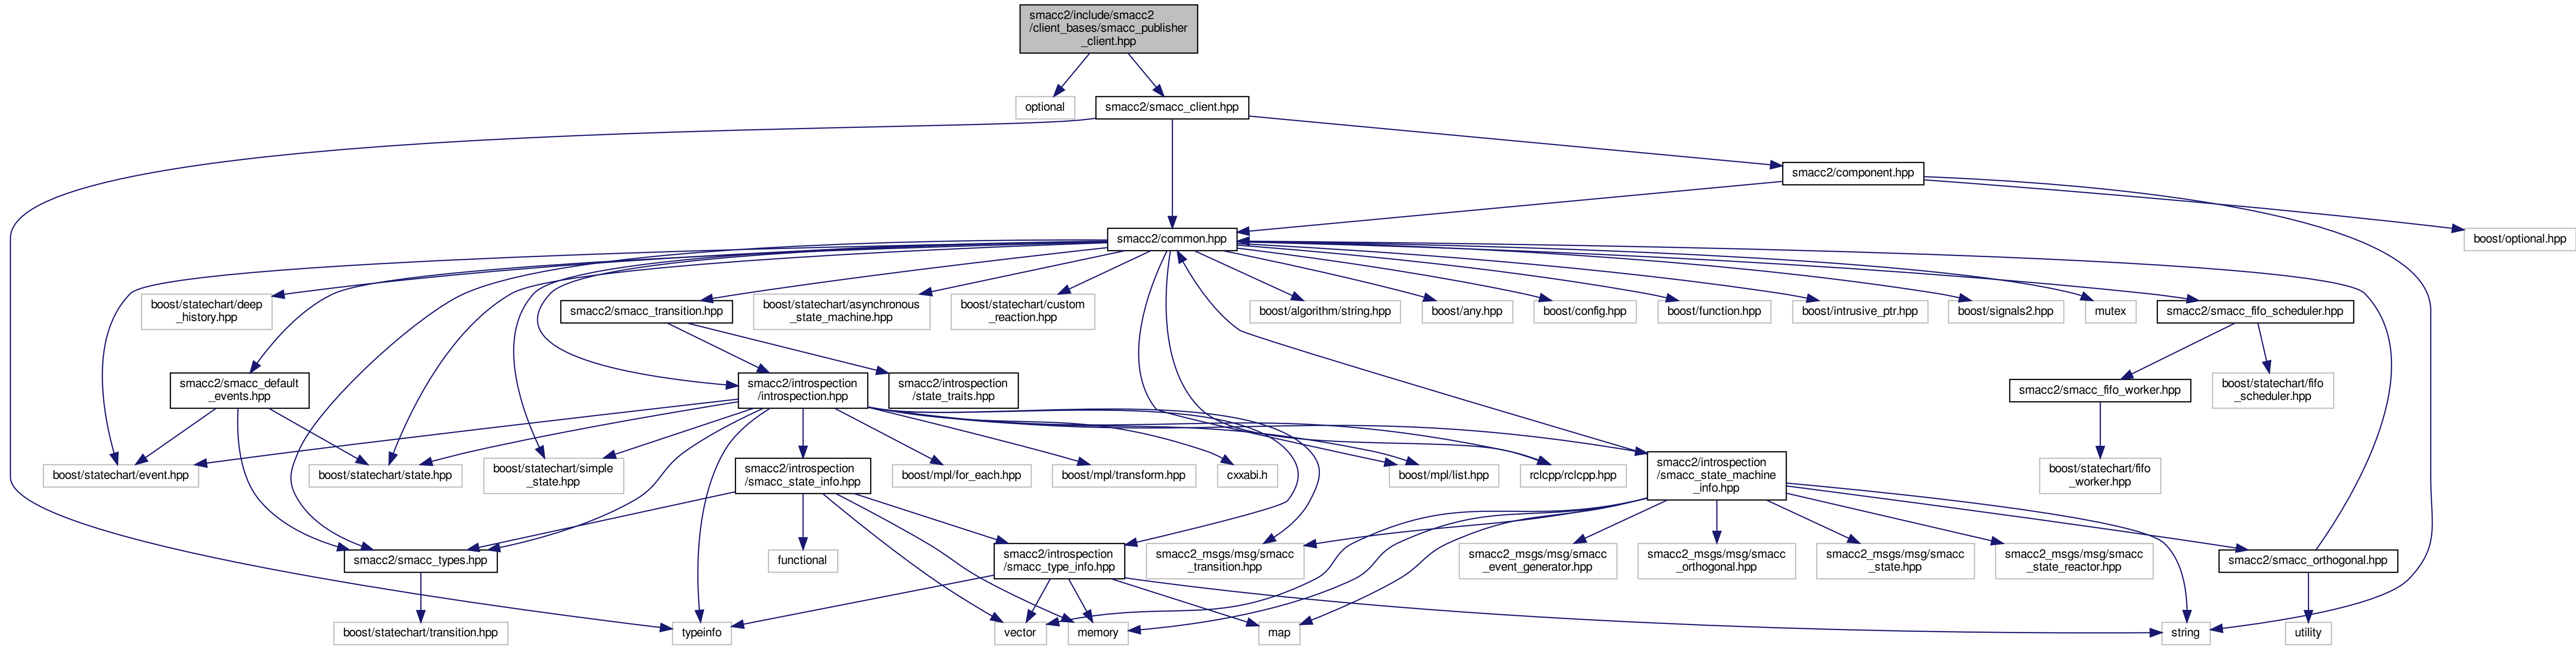 smacc2/include/smacc2
/client_bases/smacc_publisher
_client.hpp
optional
smacc2/smacc_client.hpp
smacc2/component.hpp
smacc2/common.hpp
boost/optional.hpp
boost/statechart/deep
_history.hpp
smacc2/smacc_transition.hpp
boost/statechart/asynchronous
_state_machine.hpp
boost/statechart/custom
_reaction.hpp
boost/algorithm/string.hpp
boost/any.hpp
boost/config.hpp
boost/function.hpp
boost/intrusive_ptr.hpp
boost/signals2.hpp
mutex
smacc2/smacc_fifo_scheduler.hpp
smacc2/smacc_default
_events.hpp
smacc2/introspection
/introspection.hpp
smacc2/introspection
/state_traits.hpp
smacc2/smacc_fifo_worker.hpp
boost/statechart/fifo
_scheduler.hpp
boost/statechart/event.hpp
boost/statechart/state.hpp
boost/statechart/simple
_state.hpp
smacc2/introspection
/smacc_state_info.hpp
boost/mpl/for_each.hpp
boost/mpl/transform.hpp
cxxabi.h
boost/mpl/list.hpp
rclcpp/rclcpp.hpp
smacc2/introspection
/smacc_state_machine
_info.hpp
boost/statechart/fifo
_worker.hpp
smacc2/smacc_types.hpp
functional
smacc2/introspection
/smacc_type_info.hpp
smacc2_msgs/msg/smacc
_transition.hpp
smacc2_msgs/msg/smacc
_event_generator.hpp
smacc2_msgs/msg/smacc
_orthogonal.hpp
smacc2_msgs/msg/smacc
_state.hpp
smacc2_msgs/msg/smacc
_state_reactor.hpp
smacc2/smacc_orthogonal.hpp
boost/statechart/transition.hpp
typeinfo
vector
memory
map
string
utility